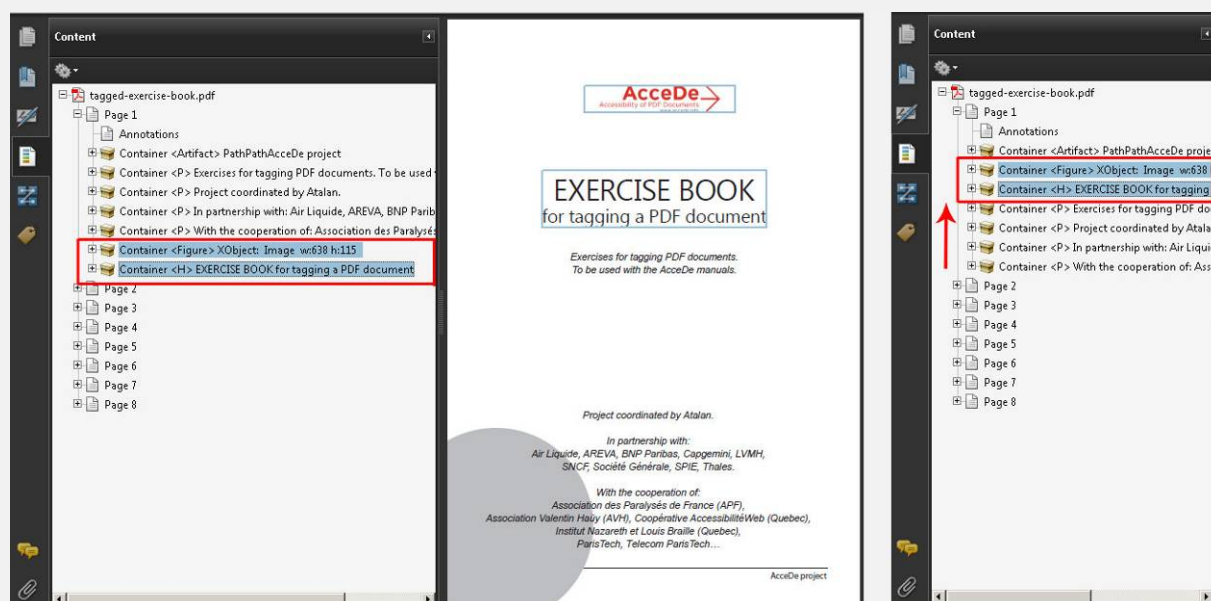 Content
tagged-exercise-book.pdf
Page 1
Annotations
Container <Artifact> PathPathAcceDe project
Container <P> Exercises for tagging PDF documents. To be used
Container <P> Project coordinated by Atalan.
Container <P> In partnership with: Air Liquide, AREVA, BNP Parib
Container <P> With the cooperation of: Association des Paralysés
Container <Figure> XObject: Image w:638 h:115
Container <H> EXERCISE BOOK for tagging a PDF document
Page 2
Page 3
Page 4
Page 5
Page 6
Page 7
Page 8
AcceDe
Accessibility of PDF Documents
EXERCISE BOOK
for tagging a PDF document
Exercises for tagging PDF documents.
To be used with the AcceDe manuals.
Project coordinated by Atalan.
In partnership with:
Air Liquide, AREVA, BNP Paribas, Capgemini, LVMH,
SNCF, Société Générale, SPIE, Thales.
With the cooperation of:
Association des Paralysés de France (APF),
Association Valentin Haüy (AVH), Coopérative AccessibilitéWeb (Quebec),
Institut Nazareth et Louis Braille (Quebec),
ParisTech, Telecom ParisTech…
AcceDe project
Content
tagged-exercise-book.pdf
Page 1
Annotations
Container <Artifact> PathPathAcceDe proje
Container <Figure> XObject: Image w:638
Container <H> EXERCISE BOOK for tagging
Container <P> Exercises for tagging PDF do
Container <P> Project coordinated by Atala
Container <P> In partnership with: Air Liqui
Container <P> With the cooperation of: Ass
Page 2
Page 3
Page 4
Page 5
Page 6
Page 7
Page 8